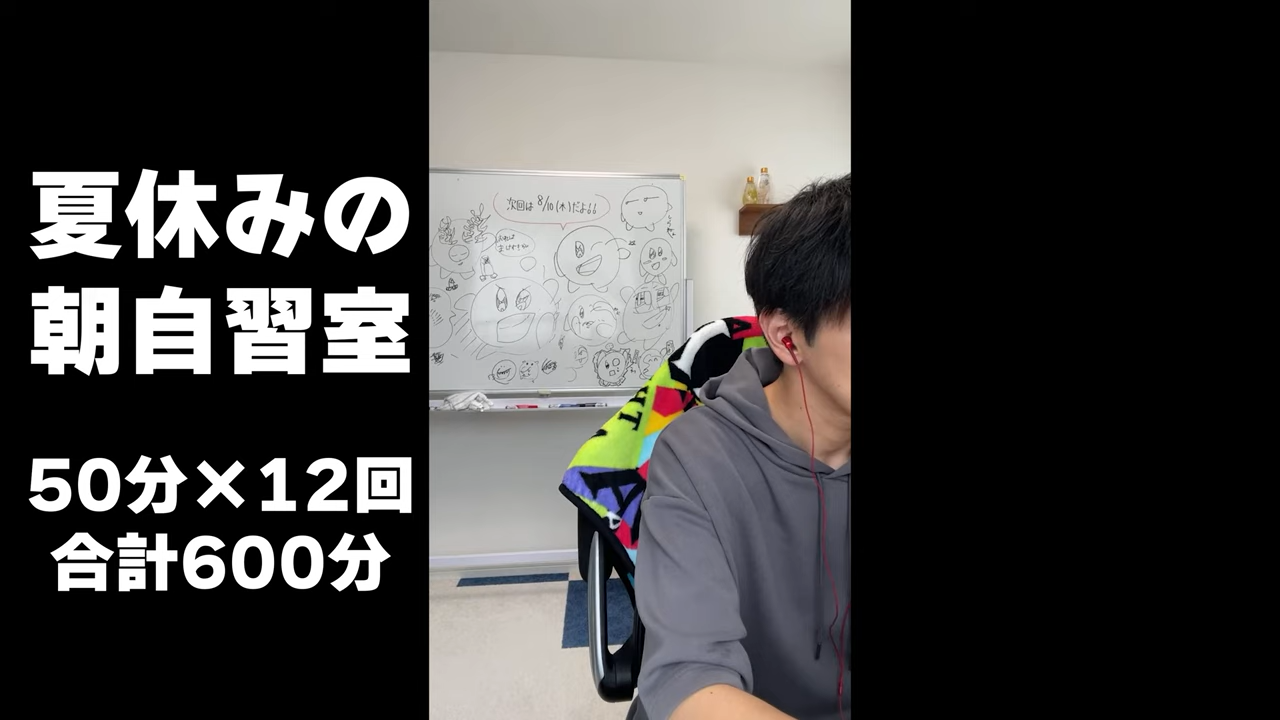 夏休みの
朝自習室
50分×12回
合計600分
次回は 8/10(木)だよ!!